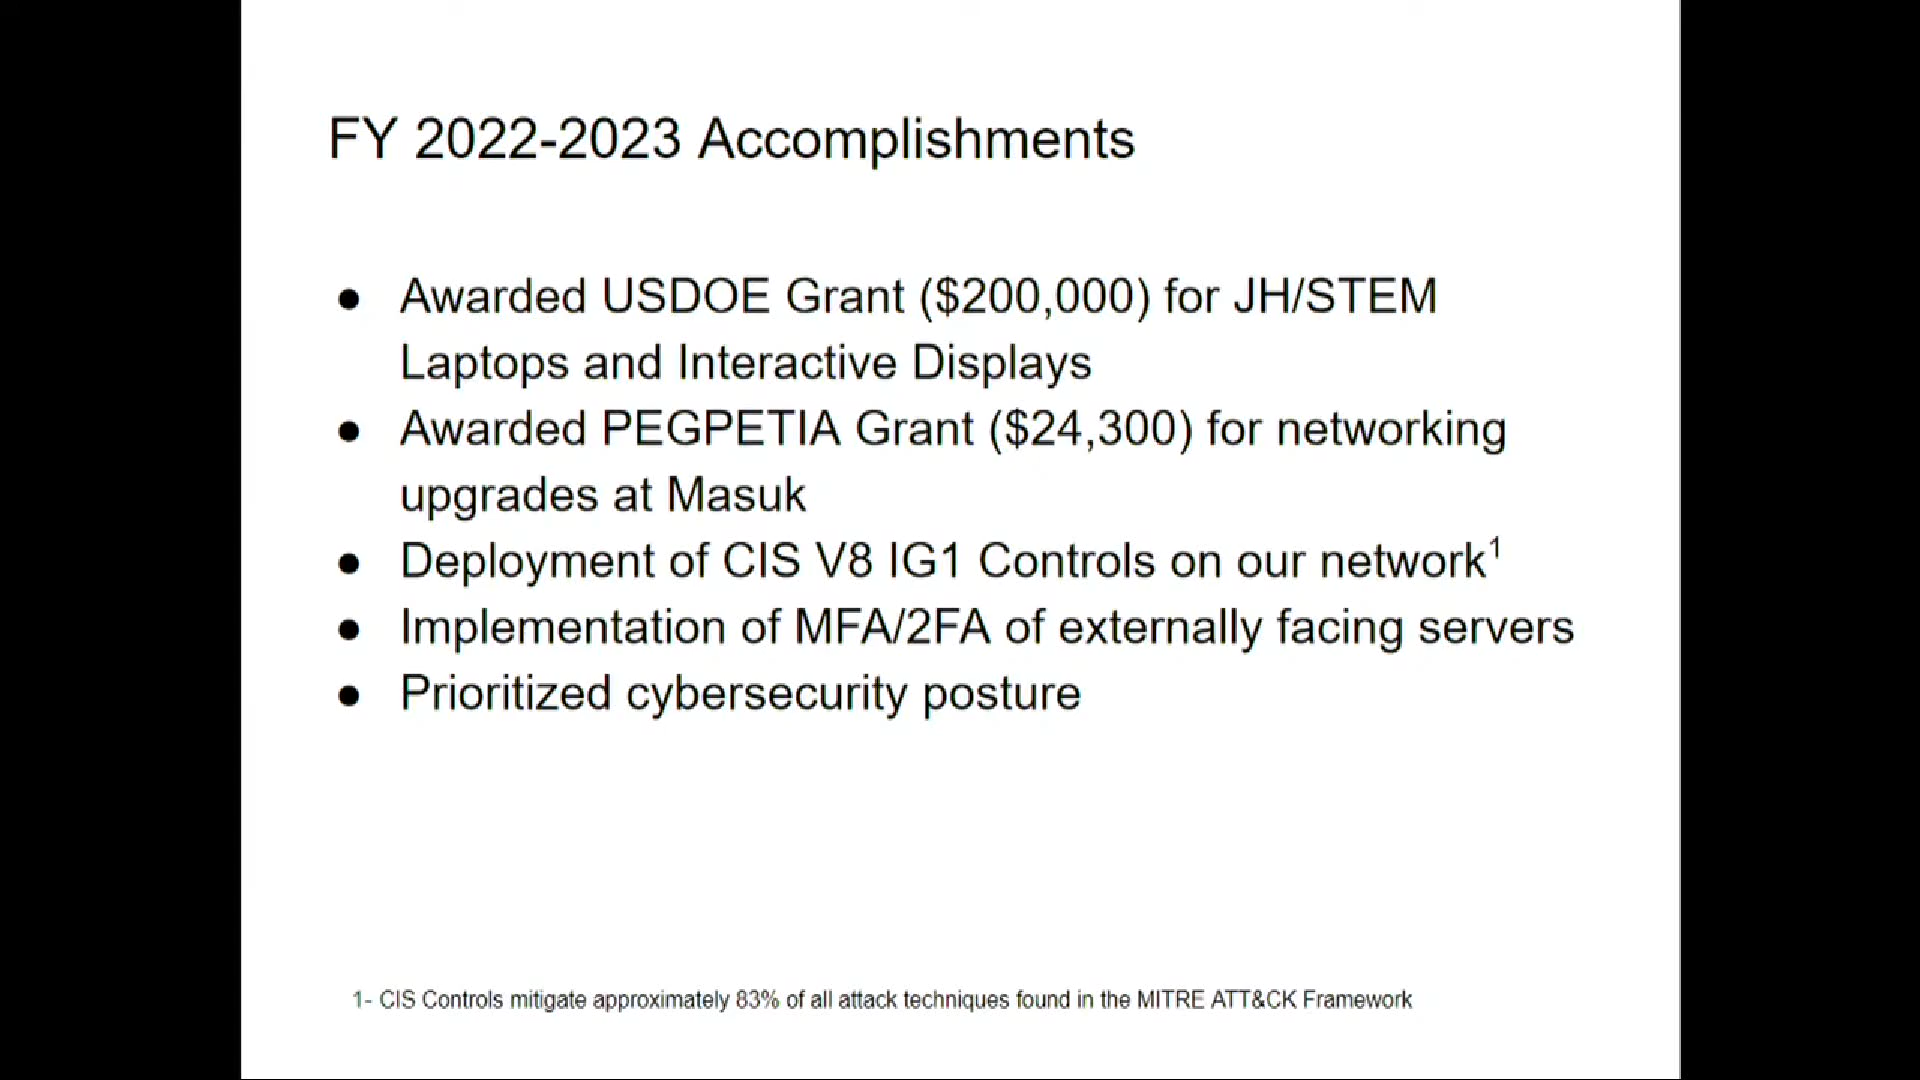 FY 2022-2023 Accomplishments
● Awarded USDOE Grant ($200,000) for JH/STEM
Laptops and Interactive Displays
● Awarded PEGPETIA Grant ($24,300) for networking
upgrades at Masuk
● Deployment of CIS V8 IG1 Controls on our network¹
● Implementation of MFA/2FA of externally facing servers
● Prioritized cybersecurity posture
1- CIS Controls mitigate approximately 83% of all attack techniques found in the MITRE ATT&CK Framework